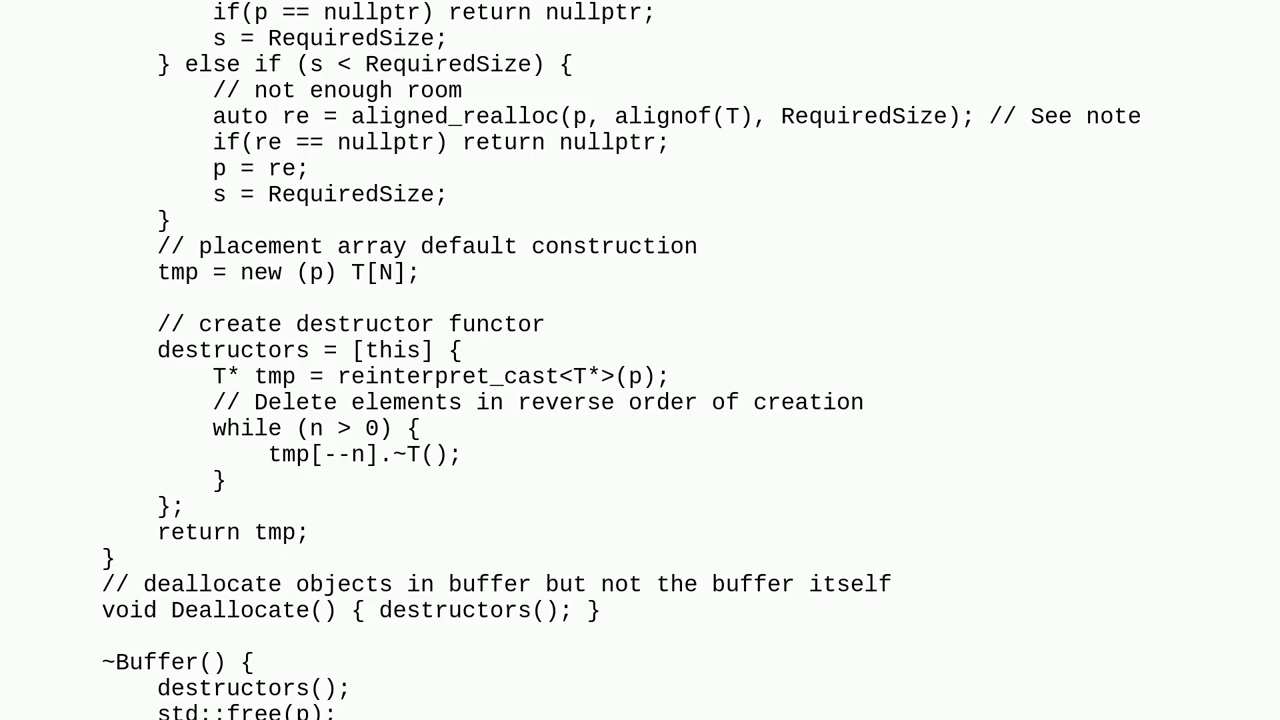 if(p == nullptr) return nullptr;
s = RequiredSize;
} else if (s < RequiredSize) {
// not enough room
auto re = aligned_realloc(p, alignof(T), RequiredSize); // See note
if(re == nullptr) return nullptr;
p = re;
s = RequiredSize;
}
// placement array default construction
tmp = new (p) T[N];
// create destructor functor
destructors = [this] {
T* tmp = reinterpret_cast<T*>(p);
// Delete elements in reverse order of creation
while (n > 0) {
tmp[--n].~T();
}
};
return tmp;
}
// deallocate objects in buffer but not the buffer itself
void Deallocate() { destructors(); }
~Buffer() {
destructors();
std::free(p);